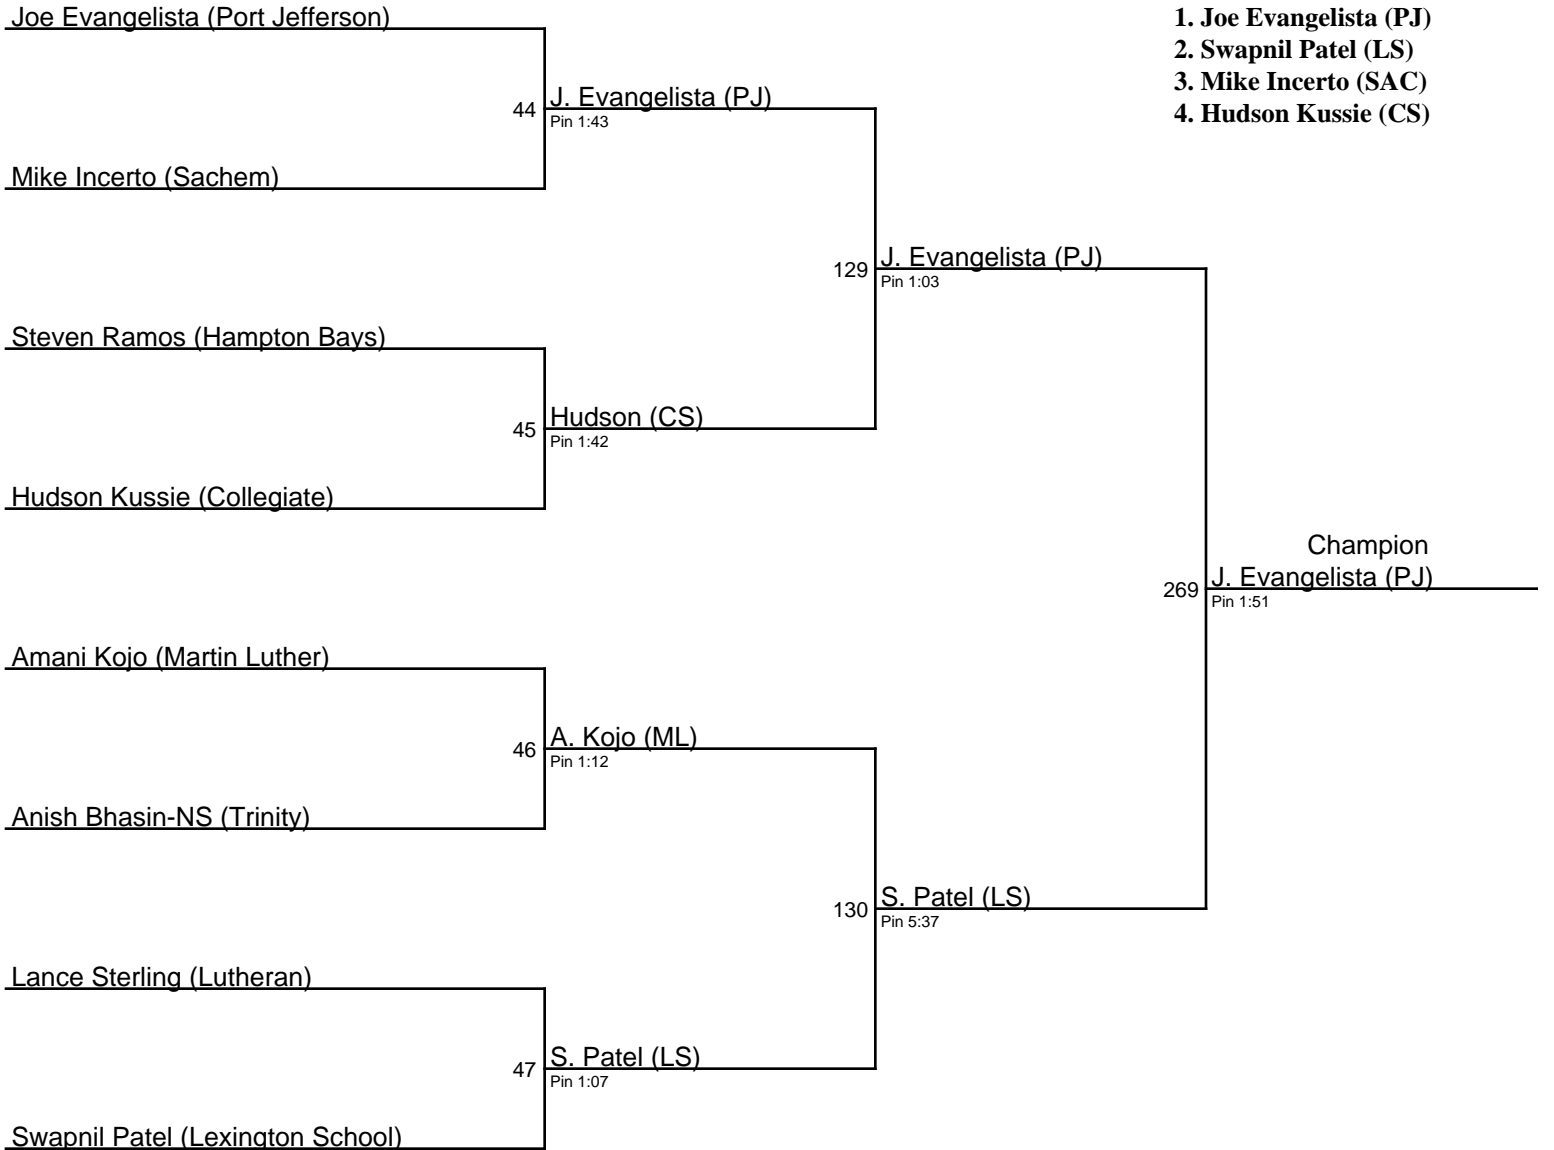 Joe Evangelista (Port Jefferson)
1. Joe Evangelista (PJ)
2. Swapnil Patel (LS)
3. Mike Incerto (SAC)
4. Hudson Kussie (CS)
44 J. Evangelista (PJ)
Pin 1:43
Mike Incerto (Sachem)
129 J. Evangelista (PJ)
Pin 1:03
Steven Ramos (Hampton Bays)
45 Hudson (CS)
Pin 1:42
Hudson Kussie (Collegiate)
Champion
269 J. Evangelista (PJ)
Pin 1:51
Amani Kojo (Martin Luther)
46 A. Kojo (ML)
Pin 1:12
Anish Bhasin-NS (Trinity)
130 S. Patel (LS)
Pin 5:37
Lance Sterling (Lutheran)
47 S. Patel (LS)
Pin 1:07
Swapnil Patel (Lexington School)